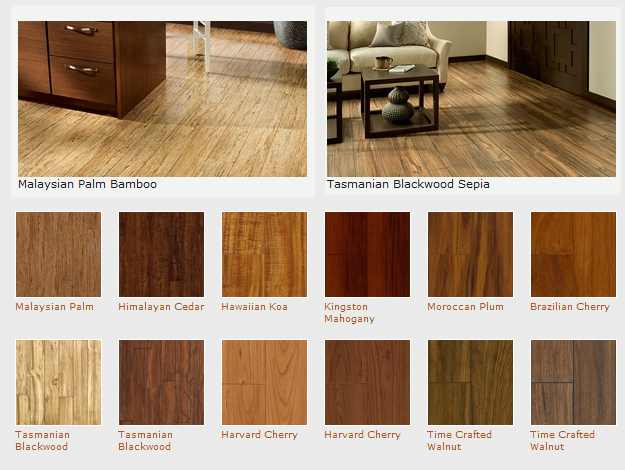 Malaysian Palm Bamboo
Tasmanian Blackwood Sepia
Malaysian Palm
Himalayan Cedar
Hawaiian Koa
Kingston
Mahogany
Moroccan Plum
Brazilian Cherry
Tasmanian
Blackwood
Tasmanian
Blackwood
Harvard Cherry
Harvard Cherry
Time Crafted
Walnut
Time Crafted
Walnut